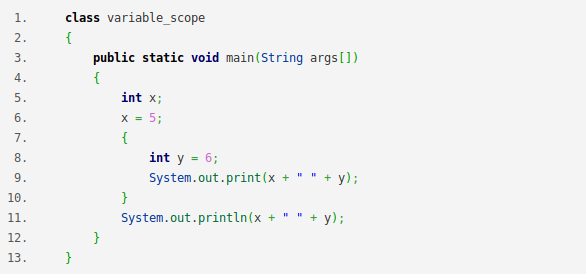 1. class variable_scope
2. {
3.     public static void main(String args[])
4.     {
5.         int x;
6.         x = 5;
7.         {
8.             int y = 6;
9.             System.out.print(x + " " + y);
10.         }
11.         System.out.println(x + " " + y);
12.     }
13. }